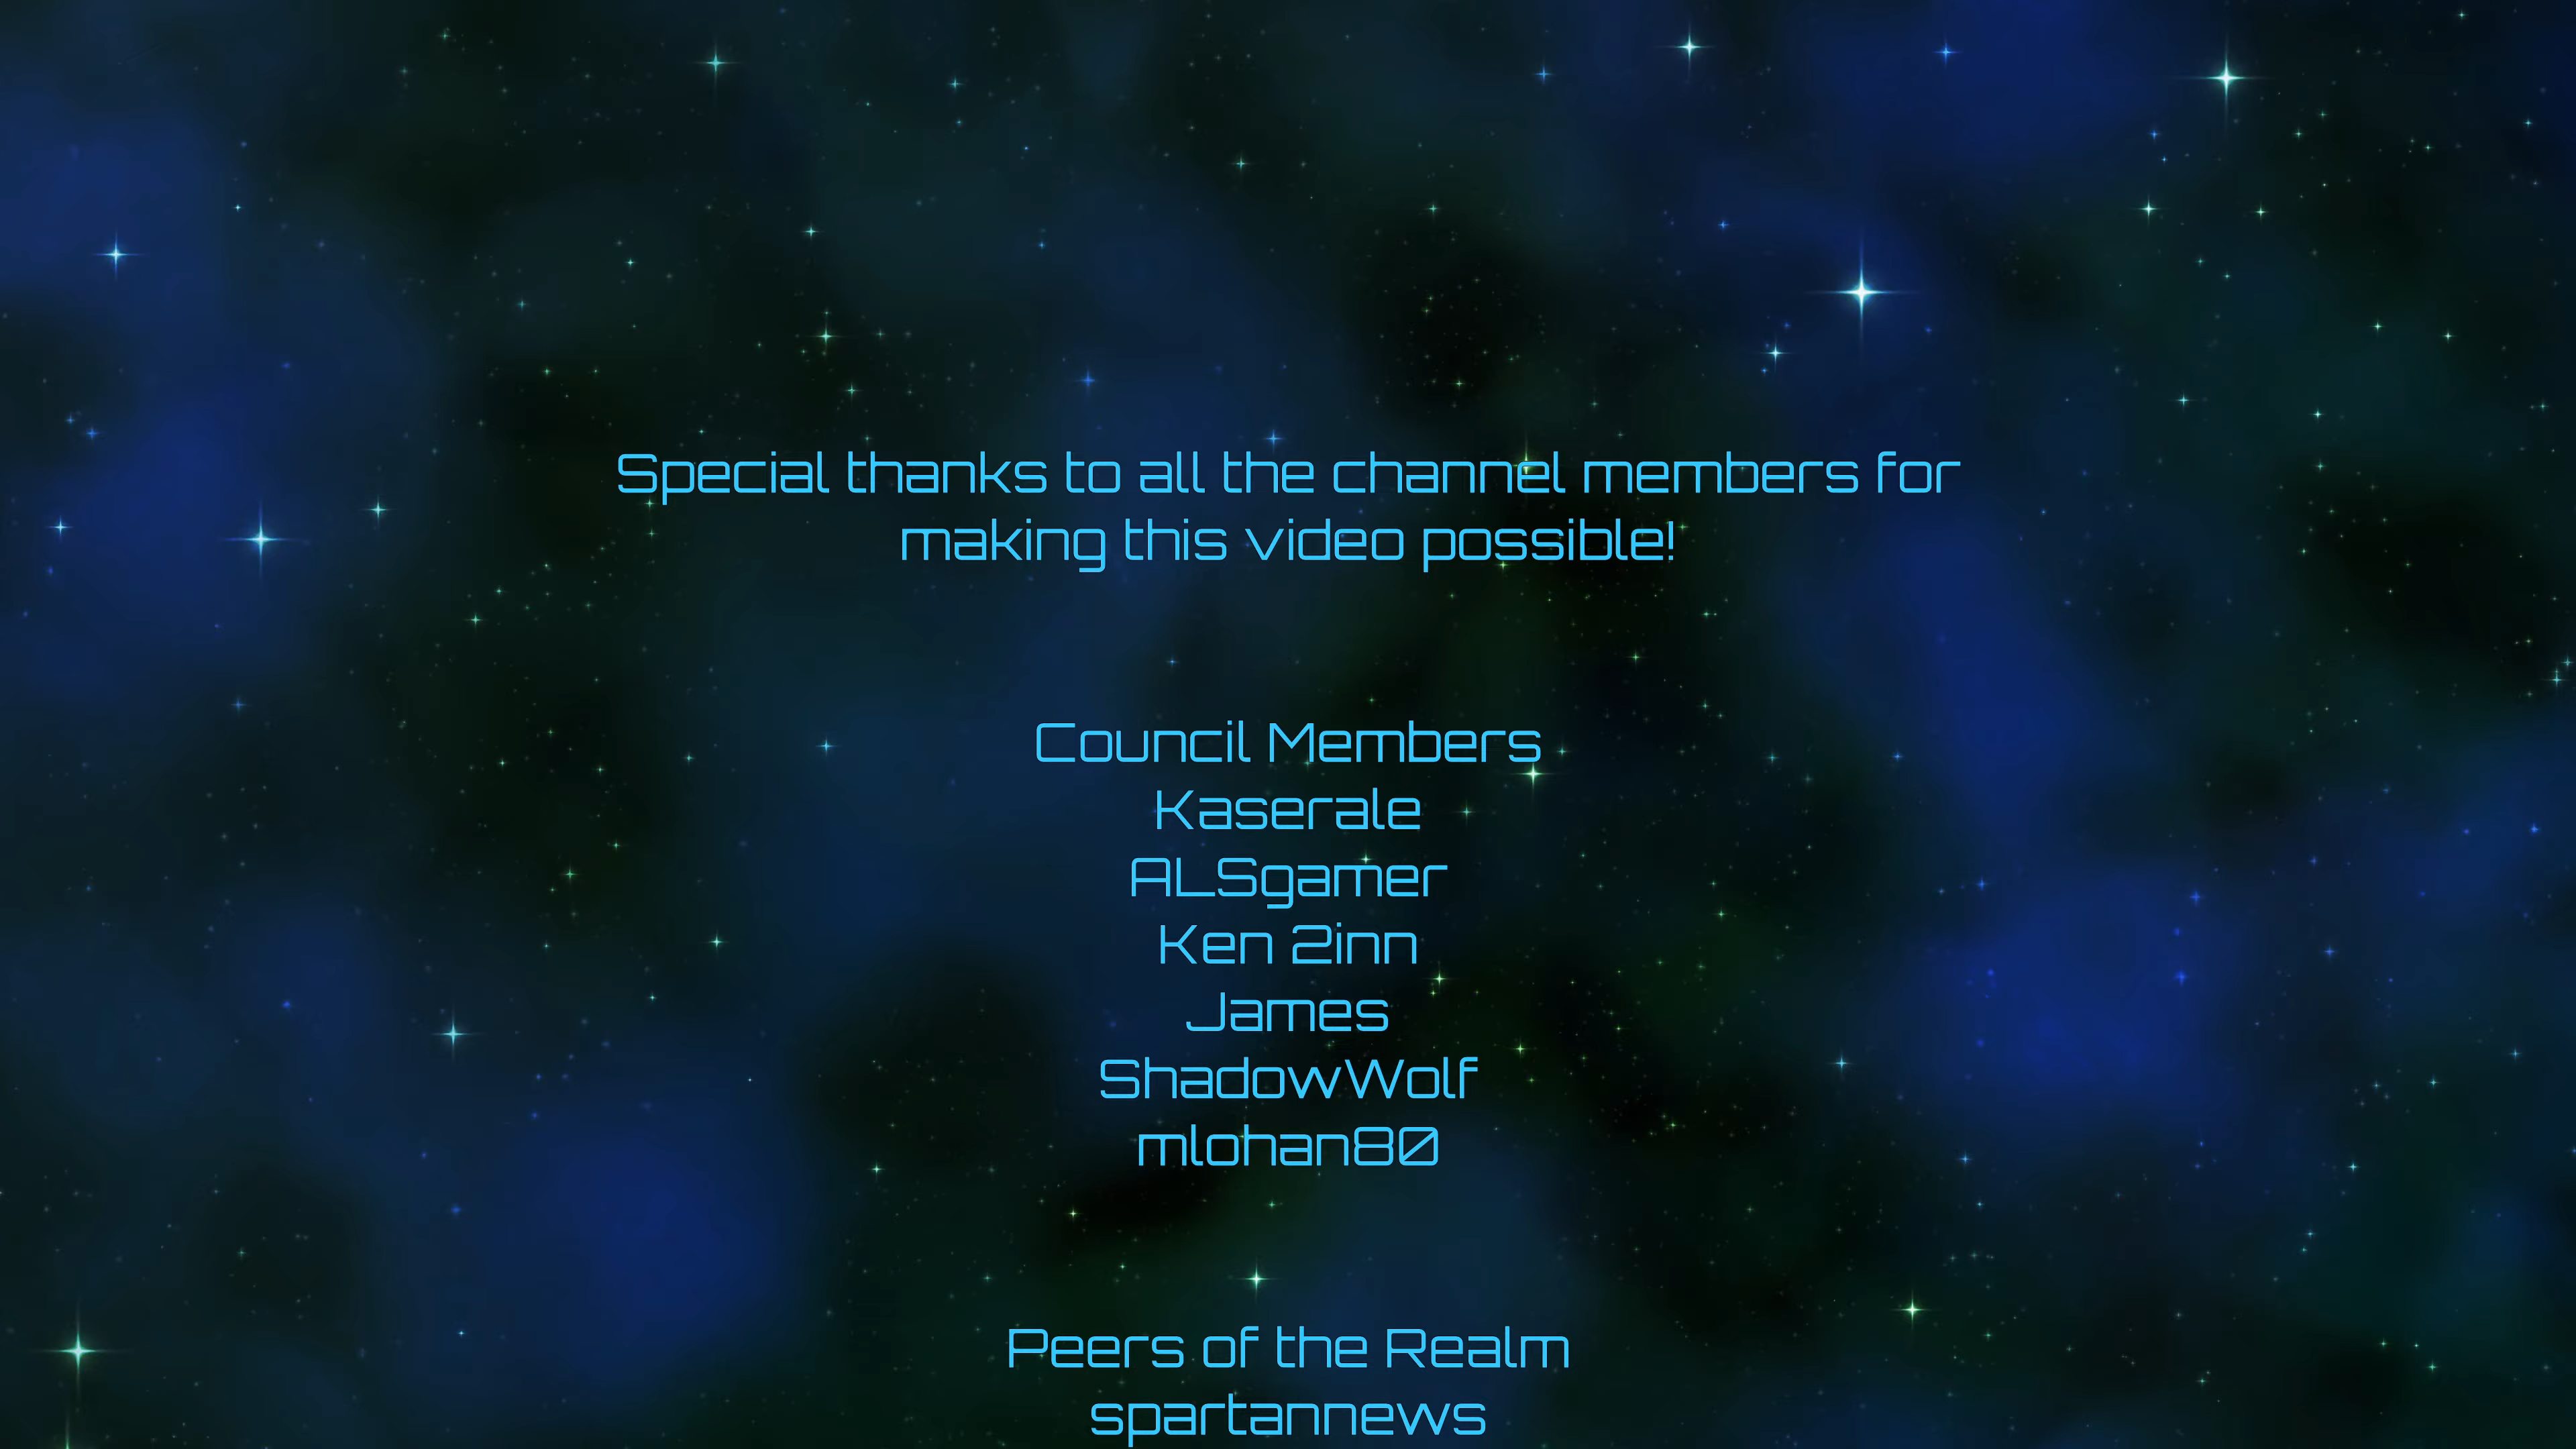 Special thanks to all the channel members for
making this video possible!
Council Members
Kaserale
ALSgamer
Ken 2inn
James
ShadowWolf
mlohan80
Peers of the Realm
spartannews